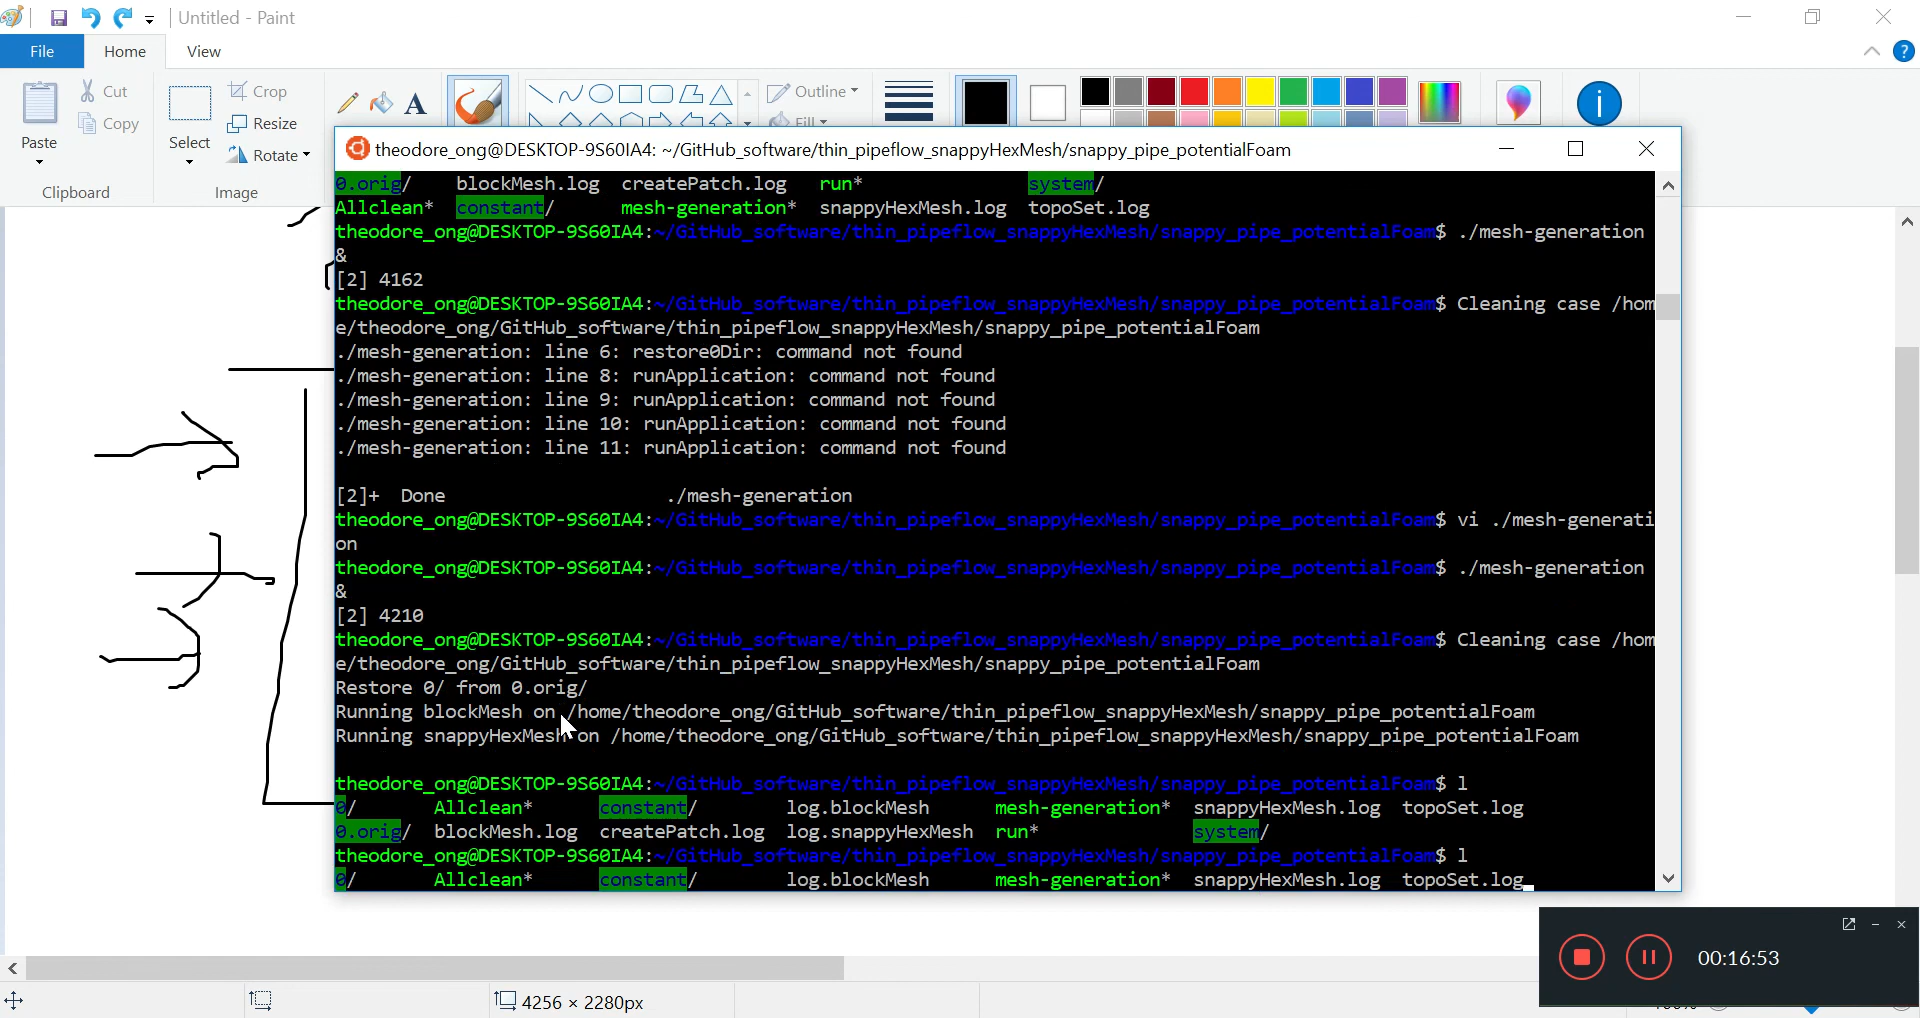 Untitled - Paint
File Home View
Paste
Cut
Copy
Clipboard
Select
Crop
Resize
Rotate
Image
A
Outline
Fill
theodore_ong@DESKTOP-9S60IA4: ~/GitHub_software/thin_pipeflow_snappyHexMesh/snappy_pipe_potentialFoam
0.orig/ blockMesh.log createPatch.log run* system/
Allclean* constant/ mesh-generation* snappyHexMesh.log topoSet.log
theodore_ong@DESKTOP-9S60IA4:~/GitHub_software/thin_pipeflow_snappyHexMesh/snappy_pipe_potentialFoam$ ./mesh-generation
&
[2] 4162
theodore_ong@DESKTOP-9S60IA4:~/GitHub_software/thin_pipeflow_snappyHexMesh/snappy_pipe_potentialFoam$ Cleaning case /hom
e/theodore_ong/GitHub_software/thin_pipeflow_snappyHexMesh/snappy_pipe_potentialFoam
./mesh-generation: line 6: restore0Dir: command not found
./mesh-generation: line 8: runApplication: command not found
./mesh-generation: line 9: runApplication: command not found
./mesh-generation: line 10: runApplication: command not found
./mesh-generation: line 11: runApplication: command not found
[2]+ Done ./mesh-generation
theodore_ong@DESKTOP-9S60IA4:~/GitHub_software/thin_pipeflow_snappyHexMesh/snappy_pipe_potentialFoam$ vi ./mesh-generati
on
theodore_ong@DESKTOP-9S60IA4:~/GitHub_software/thin_pipeflow_snappyHexMesh/snappy_pipe_potentialFoam$ ./mesh-generation
&
[2] 4210
theodore_ong@DESKTOP-9S60IA4:~/GitHub_software/thin_pipeflow_snappyHexMesh/snappy_pipe_potentialFoam$ Cleaning case /hom
e/theodore_ong/GitHub_software/thin_pipeflow_snappyHexMesh/snappy_pipe_potentialFoam
Restore 0/ from 0.orig/
Running blockMesh on /home/theodore_ong/GitHub_software/thin_pipeflow_snappyHexMesh/snappy_pipe_potentialFoam
Running snappyHexMesh on /home/theodore_ong/GitHub_software/thin_pipeflow_snappyHexMesh/snappy_pipe_potentialFoam
theodore_ong@DESKTOP-9S60IA4:~/GitHub_software/thin_pipeflow_snappyHexMesh/snappy_pipe_potentialFoam$ l
0/ Allclean* constant/ log.blockMesh mesh-generation* snappyHexMesh.log topoSet.log
0.orig/ blockMesh.log createPatch.log log.snappyHexMesh run* system/
theodore_ong@DESKTOP-9S60IA4:~/GitHub_software/thin_pipeflow_snappyHexMesh/snappy_pipe_potentialFoam$ l
0/ Allclean* constant/ log.blockMesh mesh-generation* snappyHexMesh.log topoSet.log
00:16:53
4256 × 2280px